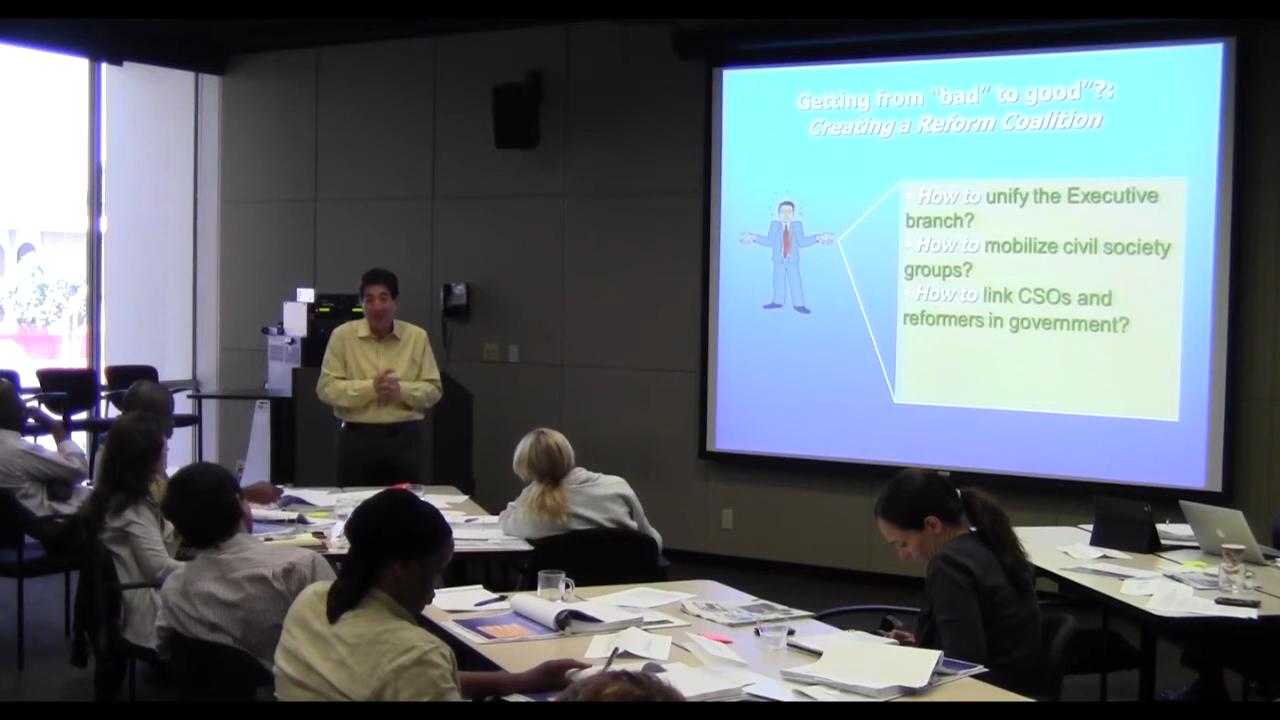 Getting from "bad" to good"?:
Creating a Reform Coalition
• How to unify the Executive
branch?
• How to mobilize civil society
groups?
• How to link CSOs and
reformers in government?